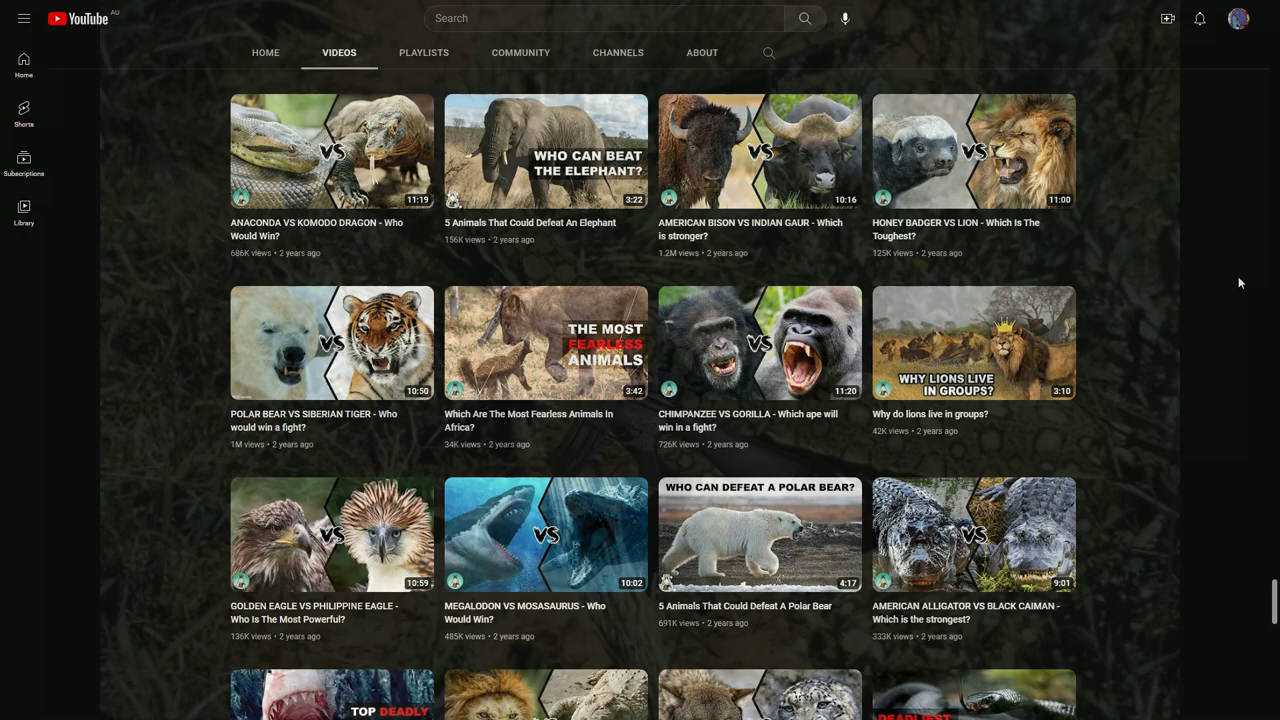 YouTube AU
Search
HOME
VIDEOS
PLAYLISTS
COMMUNITY
CHANNELS
ABOUT
Home
Shorts
Subscriptions
Library
VS
11:19
ANACONDA VS KOMODO DRAGON - Who
Would Win?
686K views • 2 years ago
WHO CAN BEAT
THE ELEPHANT?
3:22
5 Animals That Could Defeat An Elephant
156K views • 2 years ago
VS
10:16
AMERICAN BISON VS INDIAN GAUR - Which
is stronger?
1.2M views • 2 years ago
VS
11:00
HONEY BADGER VS LION - Which Is The
Toughest?
125K views • 2 years ago
VS
10:50
POLAR BEAR VS SIBERIAN TIGER - Who
would win a fight?
1M views • 2 years ago
THE MOST
FEARLESS
ANIMALS
3:42
Which Are The Most Fearless Animals In
Africa?
34K views • 2 years ago
VS
11:20
CHIMPANZEE VS GORILLA - Which ape will
win in a fight?
726K views • 2 years ago
WHY LIONS LIVE
IN GROUPS?
3:10
Why do lions live in groups?
42K views • 2 years ago
VS
10:59
GOLDEN EAGLE VS PHILIPPINE EAGLE -
Who Is The Most Powerful?
136K views • 2 years ago
VS
10:02
MEGALODON VS MOSASAURUS - Who
Would Win?
485K views • 2 years ago
WHO CAN DEFEAT A POLAR BEAR?
4:17
5 Animals That Could Defeat A Polar Bear
691K views • 2 years ago
VS
9:01
AMERICAN ALLIGATOR VS BLACK CAIMAN -
Which is the strongest?
333K views • 2 years ago
TOP DEADLY
DEADLIEST